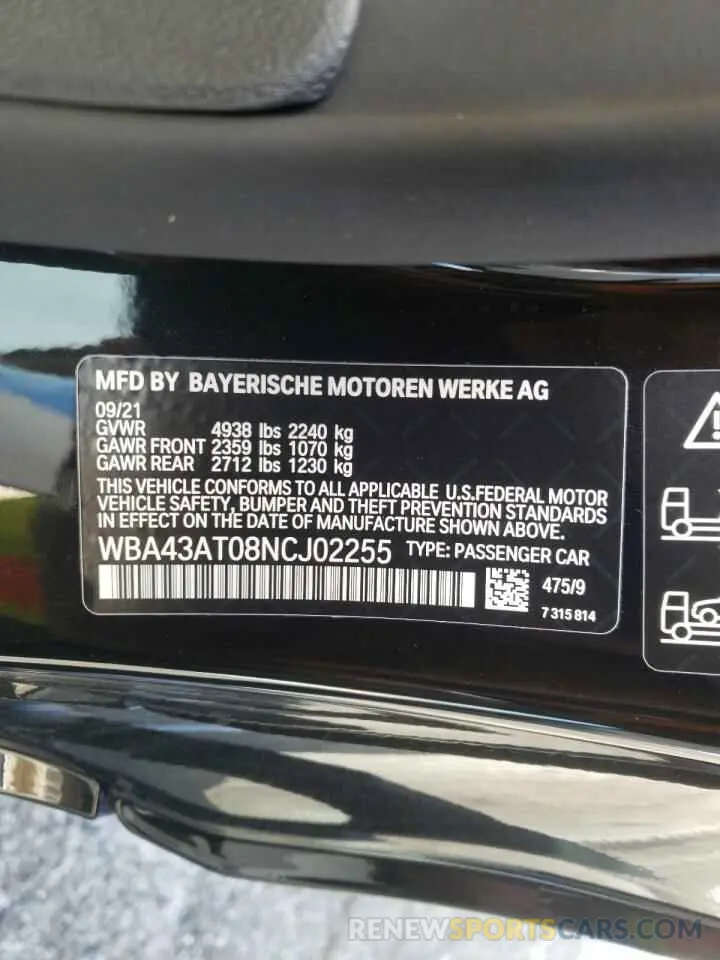 MFD BY BAYERISCHE MOTOREN WERKE AG
09/21
GVWR 4938 lbs 2240 kg
GAWR FRONT 2359 lbs 1070 kg
GAWR REAR 2712 lbs 1230 kg
THIS VEHICLE CONFORMS TO ALL APPLICABLE U.S.FEDERAL MOTOR
VEHICLE SAFETY, BUMPER AND THEFT PREVENTION STANDARDS
IN EFFECT ON THE DATE OF MANUFACTURE SHOWN ABOVE.
WBA43AT08NCJ02255 TYPE: PASSENGER CAR
475/9
7 315 814
RENEWSPORTSCARS.COM